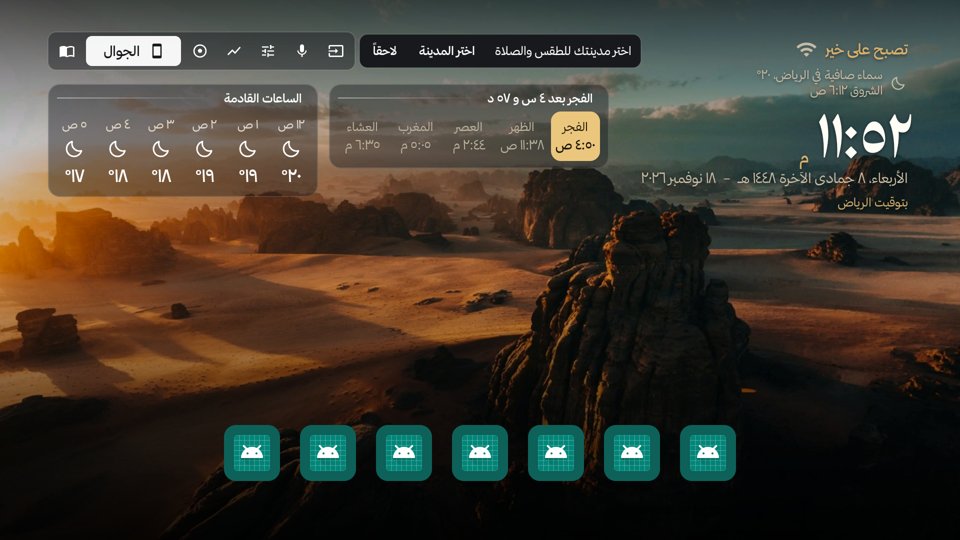 تصبح على خير
سماء صافية في الرياض، ٢٠°
الشروق ٦:١٢ ص
١١:٥٢ م
الأربعاء، ٨ جمادى الآخرة ١٤٤٨ هـ – ١٨ نوفمبر ٢٠٢٦
بتوقيت الرياض
اختر مدينتك للطقس والصلاة اختر المدينة لاحقاً
الجوال
الفجر بعد ٤ س و ٥٧ د
الفجر الظهر العصر المغرب العشاء
٤:٥٠ ص ١١:٣٨ ص ٢:٤٤ م ٥:٠٥ م ٦:٣٥ م
الساعات القادمة
١٢ ص ١ ص ٢ ص ٣ ص ٤ ص ٥ ص
٢٠° ١٩° ١٩° ١٨° ١٨° ١٧°